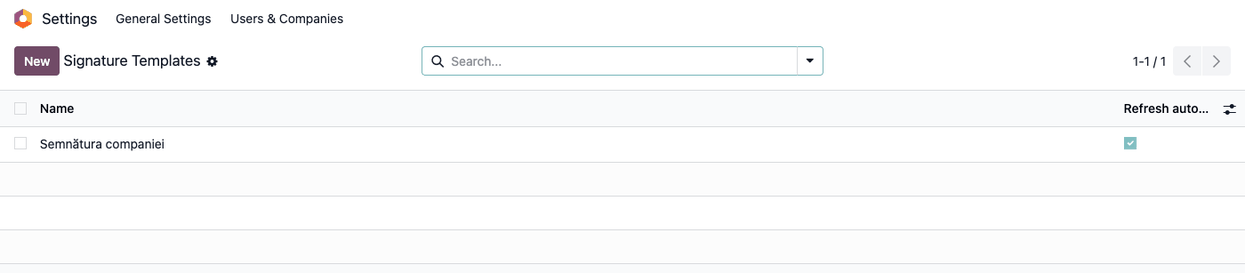 Settings General Settings Users & Companies
New Signature Templates Search... 1-1 / 1
Name Refresh auto...
Semnătura companiei